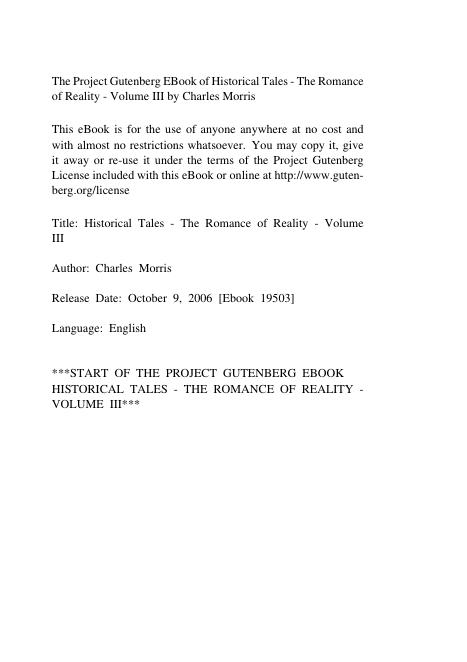 The Project Gutenberg EBook of Historical Tales - The Romance
of Reality - Volume III by Charles Morris
This eBook is for the use of anyone anywhere at no cost and
with almost no restrictions whatsoever. You may copy it, give
it away or re-use it under the terms of the Project Gutenberg
License included with this eBook or online at http://www.guten-
berg.org/license
Title: Historical Tales - The Romance of Reality - Volume
III
Author: Charles Morris
Release Date: October 9, 2006 [Ebook 19503]
Language: English
***START OF THE PROJECT GUTENBERG EBOOK
HISTORICAL TALES - THE ROMANCE OF REALITY -
VOLUME III***